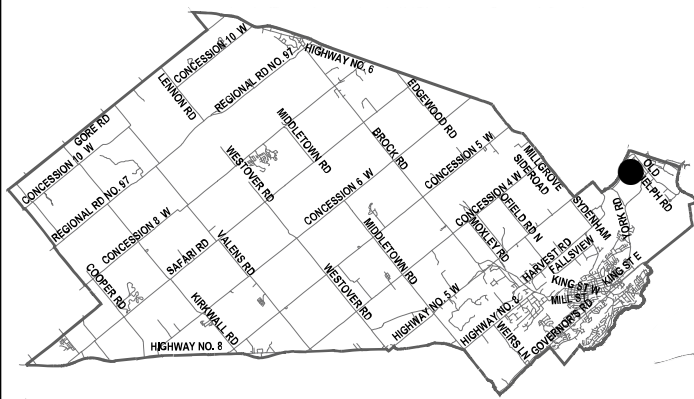 CONCESSION 10 W
HIGHWAY NO. 6
LENNON RD
REGIONAL RD NO. 97
GORE RD
EDGEWOOD RD
MIDDLETOWN RD
BROCK RD
CONCESSION 10 W
WESTOVER RD
CONCESSION 5 W
MILLGROVE
SIDEROAD
OLD
REGIONAL RD NO. 97
CONCESSION 6 W
CONCESSION 4 W
OFIELD RD N
SYDENHAM
YORK RD
CONCESSION 8 W
MIDDLETOWN RD
MOXLEY RD
SAFARI RD
VALENS RD
HARVEST RD
FALLSVIEW
COOPER RD
WESTOVER RD
KING ST W
KING ST E
MILL ST
KIRKWALL RD
HIGHWAY NO. 5 W
HIGHWAY NO. 8
WEIRS LN
GOVERNOR'S RD
HIGHWAY NO. 8